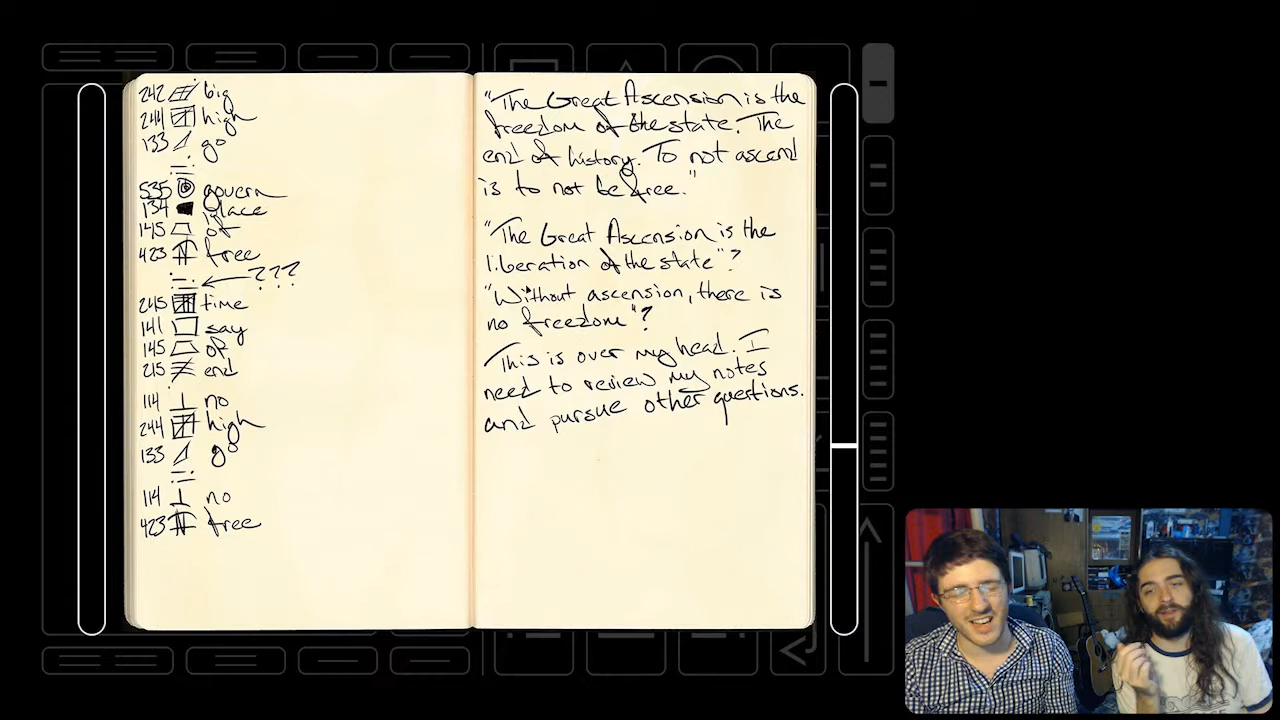 242 big
244 high
133 go
535 govern
134 place
145 of
423 free
???
245 time
141 say
145 of
215 end
114 no
244 high
133 go
114 no
423 free
"The Great Ascension is the
freedom of the state. The
end of history. To not ascend
is to not be free."
"The Great Ascension is the
liberation of the state"?
"Without ascension, there is
no freedom"?
This is over my head. I
need to review my notes
and pursue other questions.